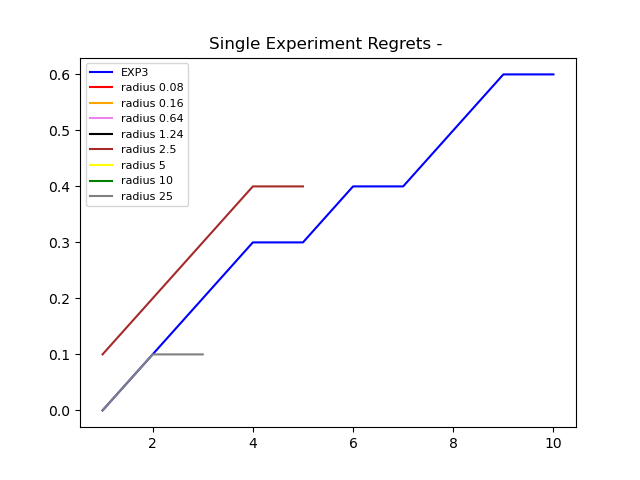 Single Experiment Regrets -
EXP3
radius 0.08
radius 0.16
radius 0.64
radius 1.24
radius 2.5
radius 5
radius 10
radius 25
0.6
0.5
0.4
0.3
0.2
0.1
0.0
2 4 6 8 10